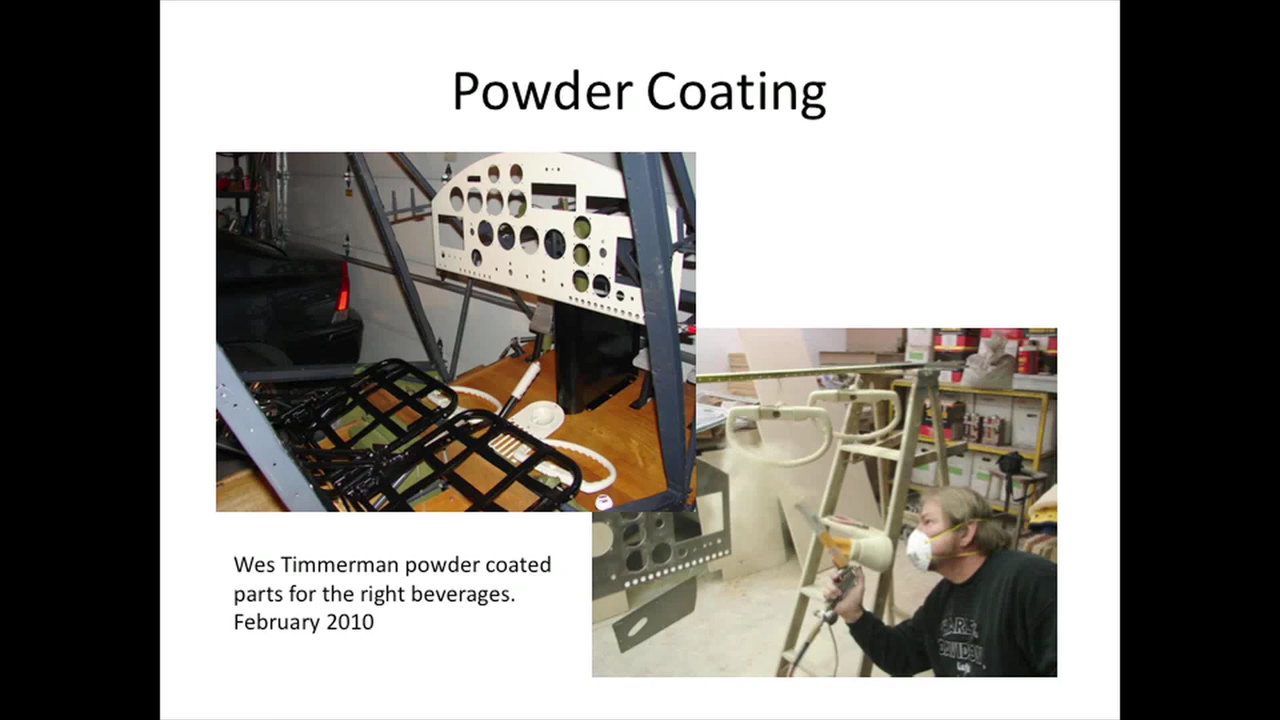 Powder Coating
Wes Timmerman powder coated
parts for the right beverages.
February 2010